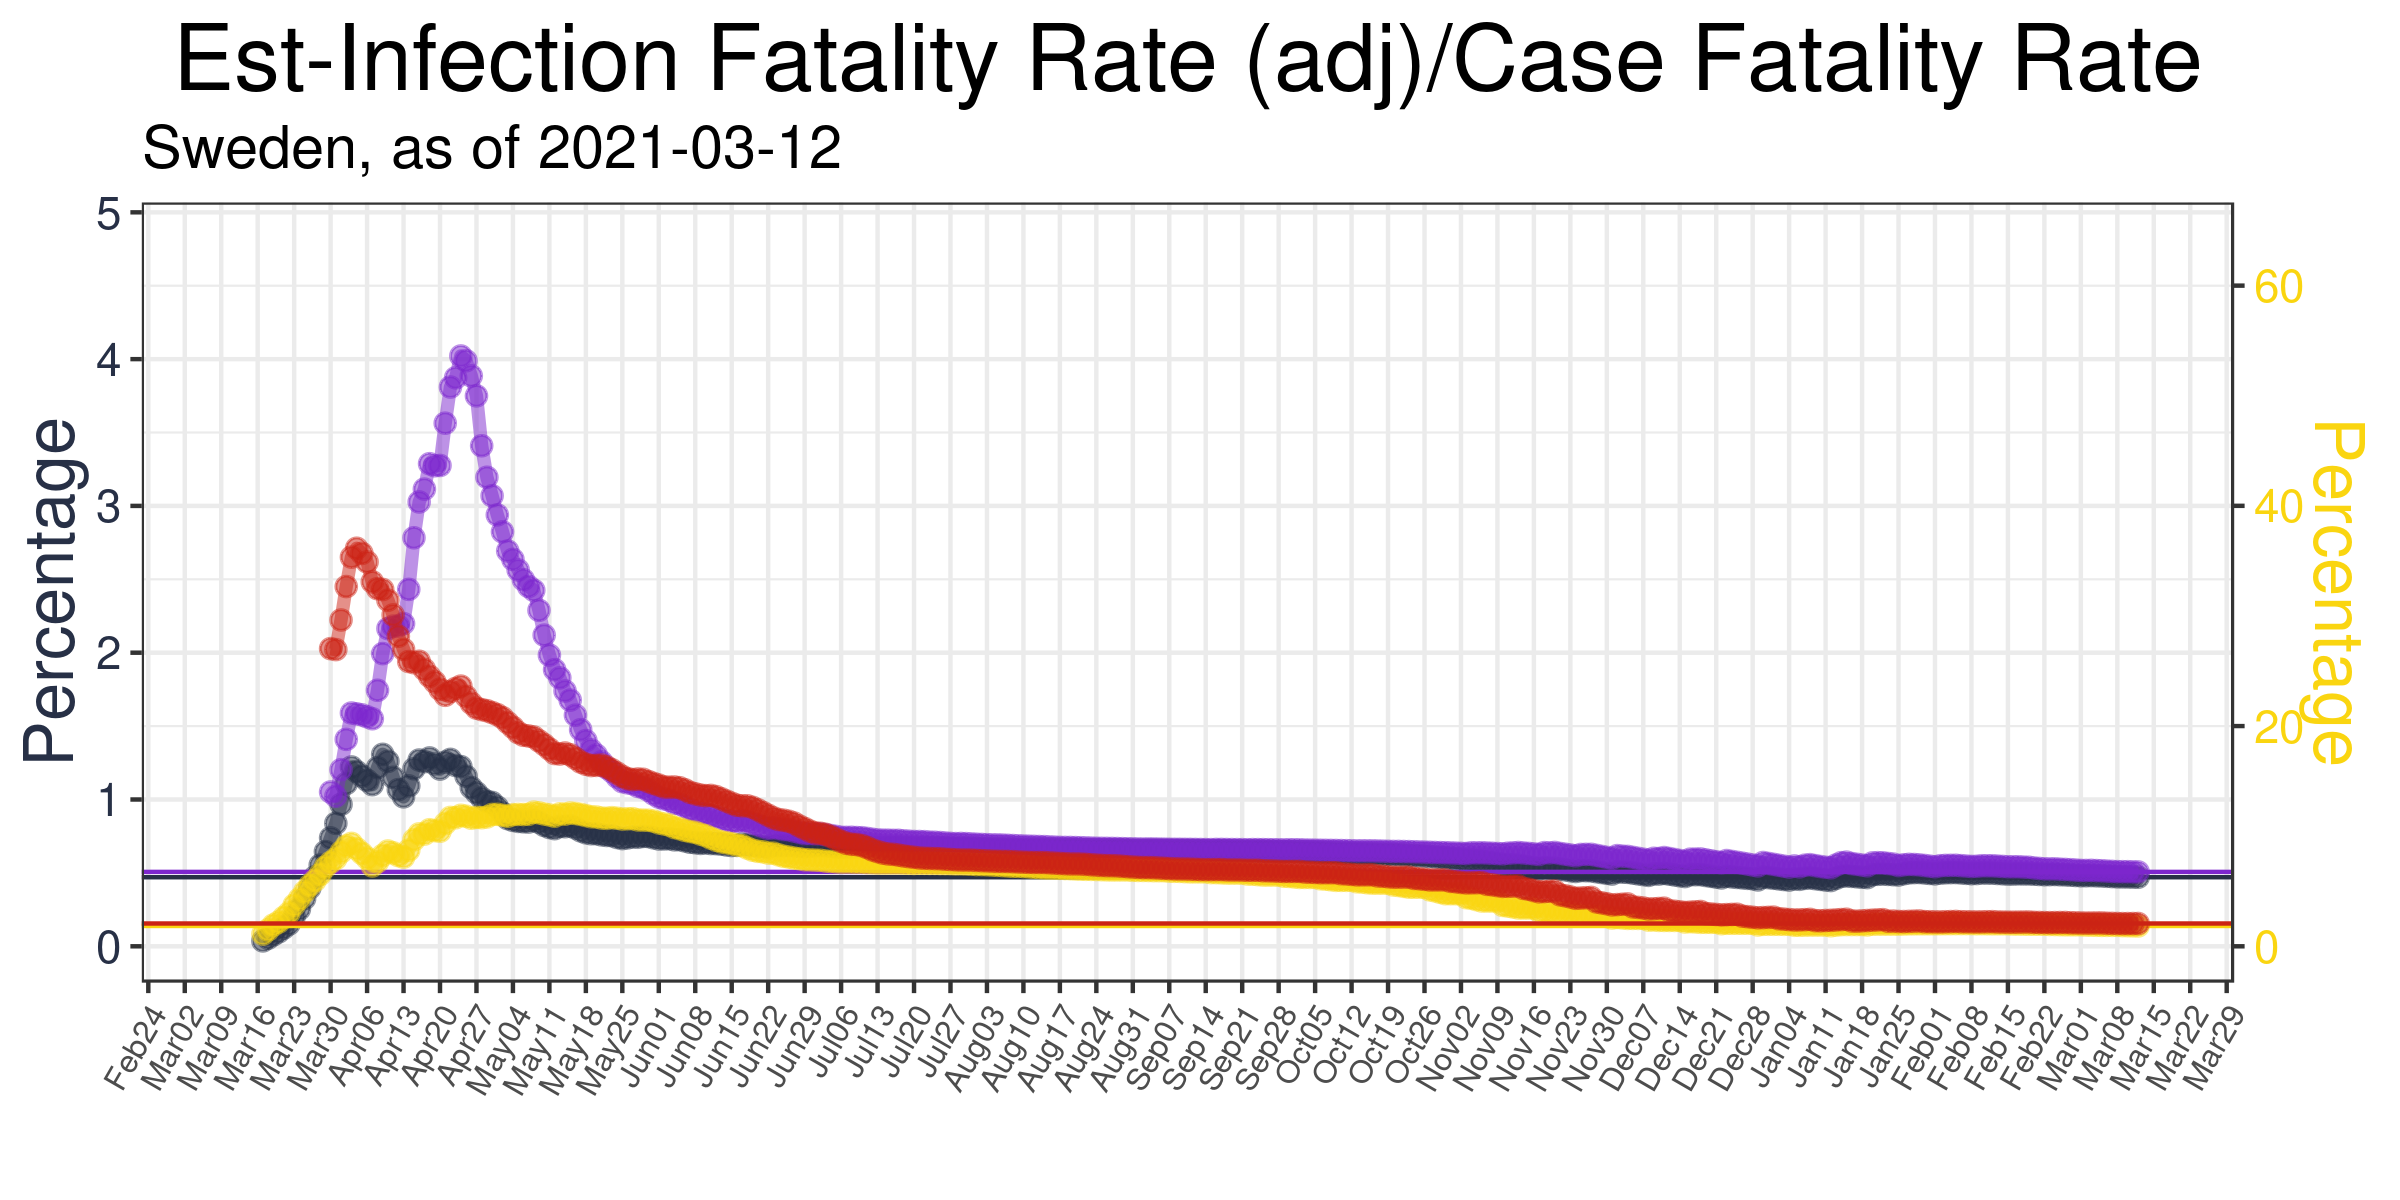 Est-Infection Fatality Rate (adj)/Case Fatality Rate
Sweden, as of 2021-03-12
Percentage
5
4
3
2
1
0
60
40
20
0
Percentage
Feb24
Mar02
Mar09
Mar16
Mar23
Mar30
Apr06
Apr13
Apr20
Apr27
May04
May11
May18
May25
Jun01
Jun08
Jun15
Jun22
Jun29
Jul06
Jul13
Jul20
Jul27
Aug03
Aug10
Aug17
Aug24
Aug31
Sep07
Sep14
Sep21
Sep28
Oct05
Oct12
Oct19
Oct26
Nov02
Nov09
Nov16
Nov23
Nov30
Dec07
Dec14
Dec21
Dec28
Jan04
Jan11
Jan18
Jan25
Feb01
Feb08
Feb15
Feb22
Mar01
Mar08
Mar15
Mar22
Mar29